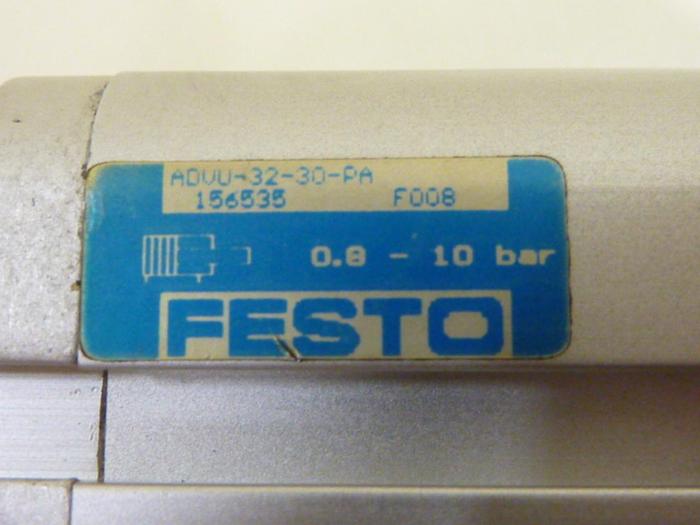 ADVU-32-30-PA
156535 F008
0.8 - 10 bar
FESTO